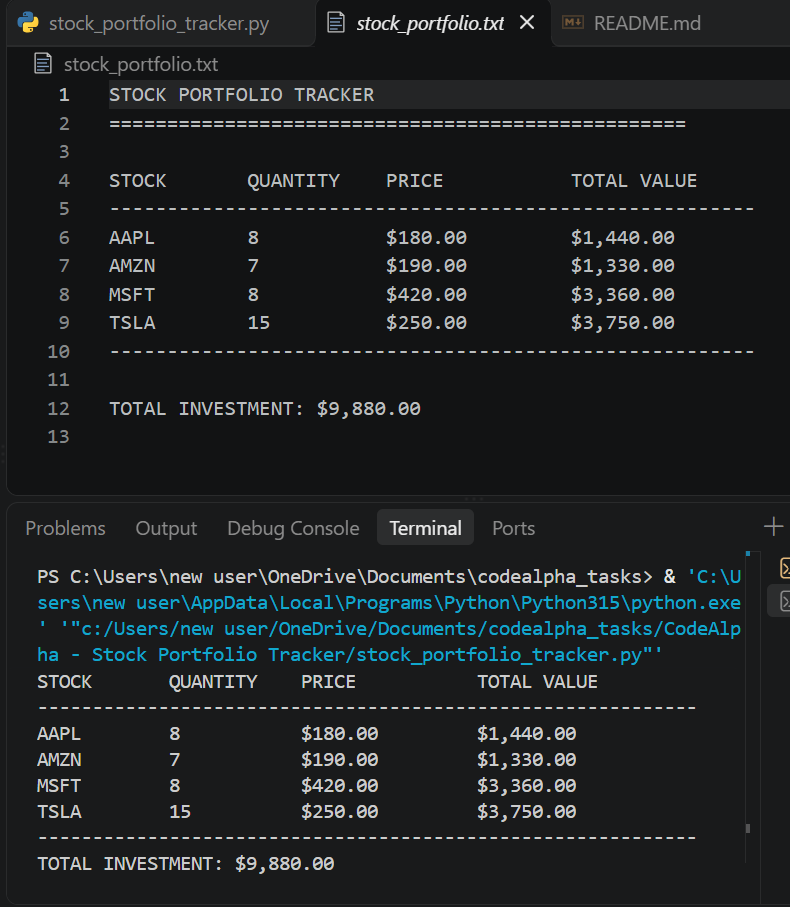 stock_portfolio_tracker.py stock_portfolio.txt README.md
stock_portfolio.txt
1 STOCK PORTFOLIO TRACKER
2 ==================================================
3
4 STOCK QUANTITY PRICE TOTAL VALUE
5 --------------------------------------------------------
6 AAPL 8 $180.00 $1,440.00
7 AMZN 7 $190.00 $1,330.00
8 MSFT 8 $420.00 $3,360.00
9 TSLA 15 $250.00 $3,750.00
10 --------------------------------------------------------
11
12 TOTAL INVESTMENT: $9,880.00
13
Problems Output Debug Console Terminal Ports
PS C:\Users\new user\OneDrive\Documents\codealpha_tasks> & 'C:\U
sers\new user\AppData\Local\Programs\Python\Python315\python.exe
' '"c:/Users/new user/OneDrive/Documents/codealpha_tasks/CodeAlp
ha - Stock Portfolio Tracker/stock_portfolio_tracker.py"'
STOCK QUANTITY PRICE TOTAL VALUE
------------------------------------------------------------
AAPL 8 $180.00 $1,440.00
AMZN 7 $190.00 $1,330.00
MSFT 8 $420.00 $3,360.00
TSLA 15 $250.00 $3,750.00
------------------------------------------------------------
TOTAL INVESTMENT: $9,880.00